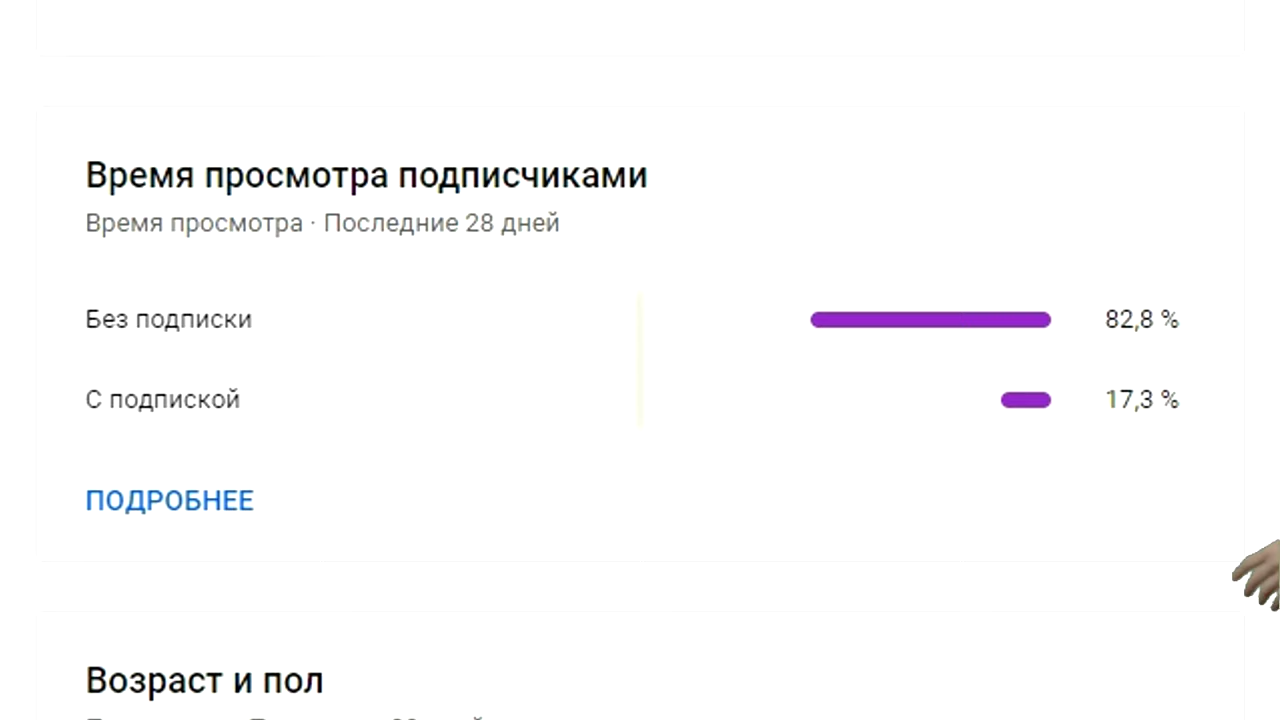 Время просмотра подписчиками
Время просмотра · Последние 28 дней
Без подписки 82,8 %
С подпиской 17,3 %
ПОДРОБНЕЕ
Возраст и пол